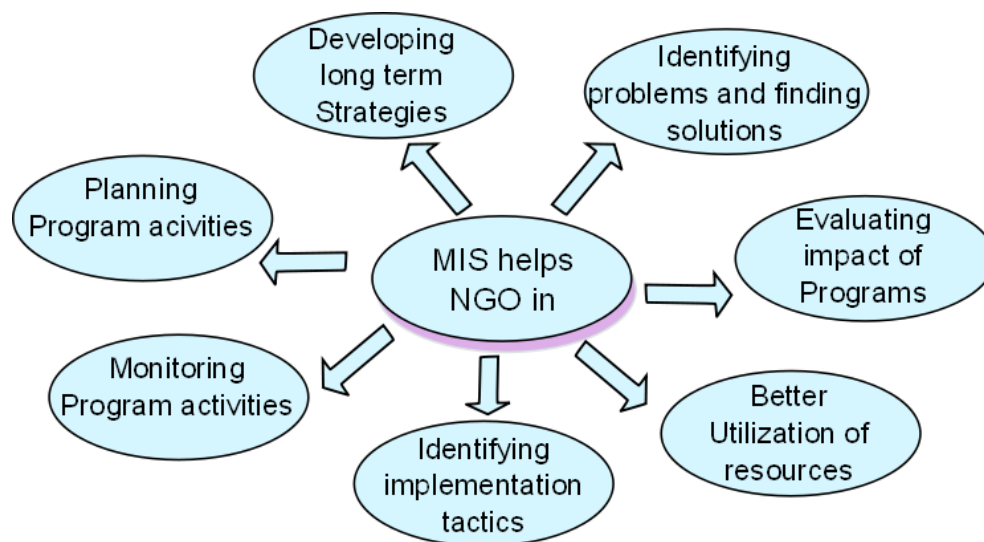 Developing
long term
Strategies
Identifying
problems and finding
solutions
Planning
Program acivities
MIS helps
NGO in
Evaluating
impact of
Programs
Monitoring
Program activities
Identifying
implementation
tactics
Better
Utilization of
resources